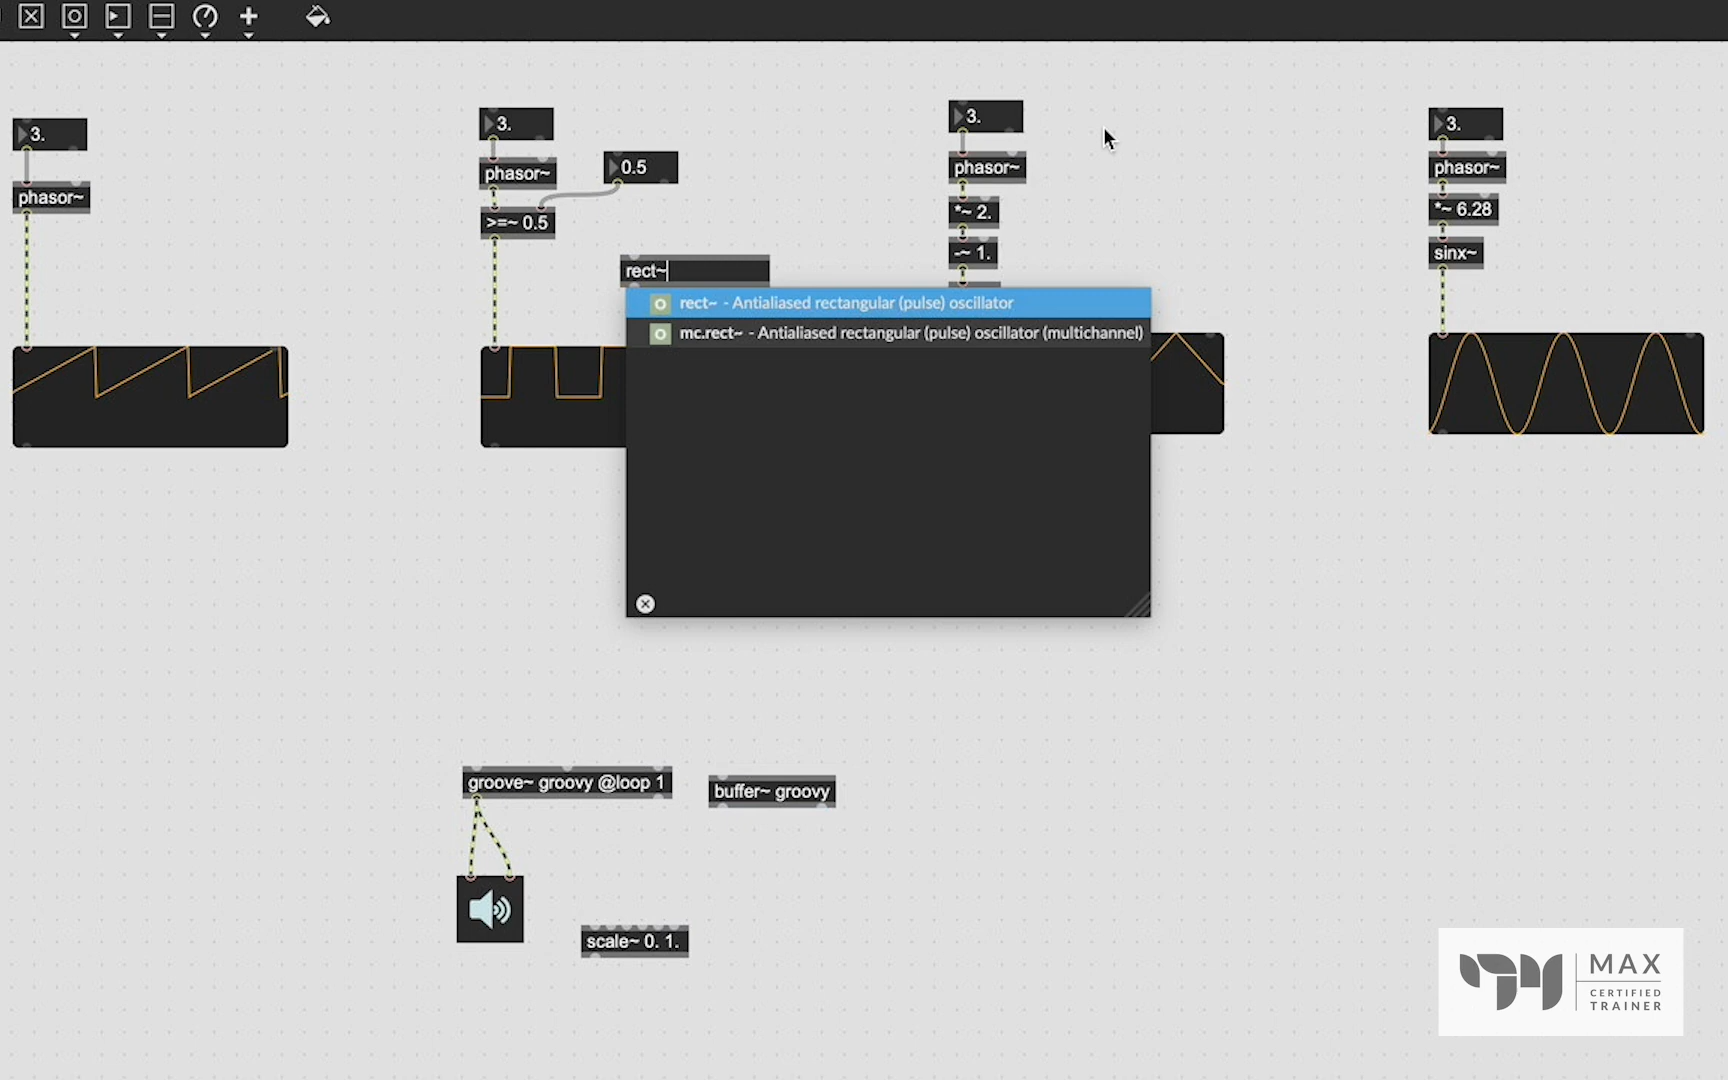 3.
phasor~
3.
phasor~
0.5
>=~ 0.5
rect~
rect~ - Antialiased rectangular (pulse) oscillator
mc.rect~ - Antialiased rectangular (pulse) oscillator (multichannel)
3.
phasor~
*~ 2.
-~ 1.
3.
phasor~
*~ 6.28
sinx~
groove~ groovy @loop 1
buffer~ groovy
scale~ 0. 1.
MAX
CERTIFIED
TRAINER